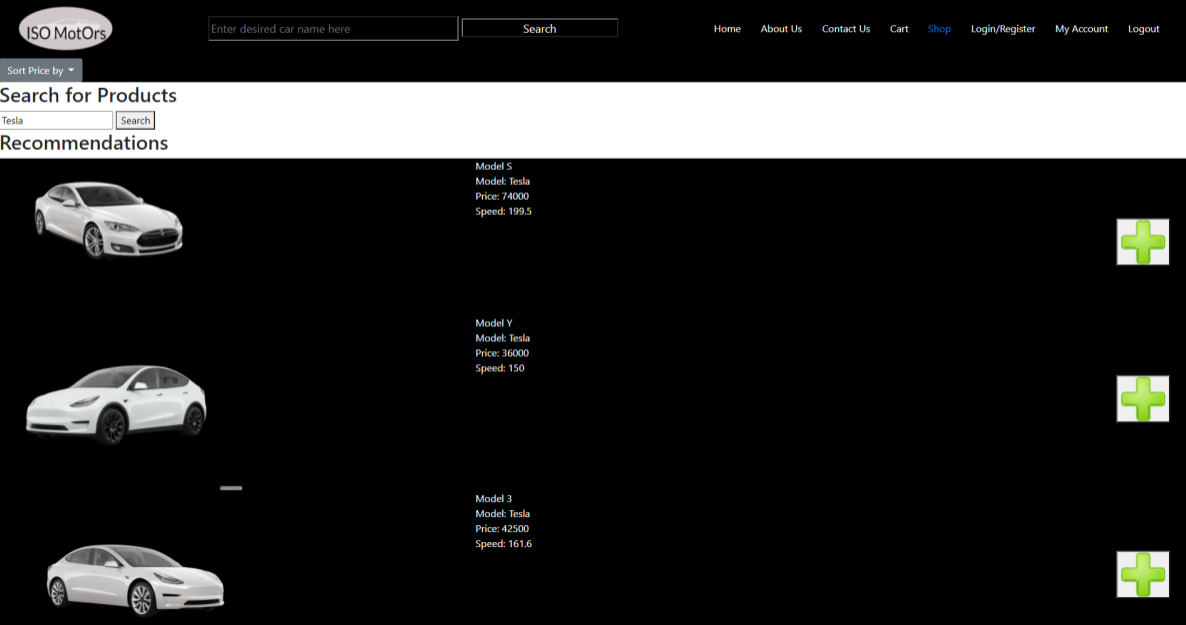 ISO MotOrs
Enter desired car name here
Search
Home
About Us
Contact Us
Cart
Shop
Login/Register
My Account
Logout
Sort Price by
Search for Products
Tesla
Search
Recommendations
Model S
Model: Tesla
Price: 74000
Speed: 199.5
Model Y
Model: Tesla
Price: 36000
Speed: 150
Model 3
Model: Tesla
Price: 42500
Speed: 161.6